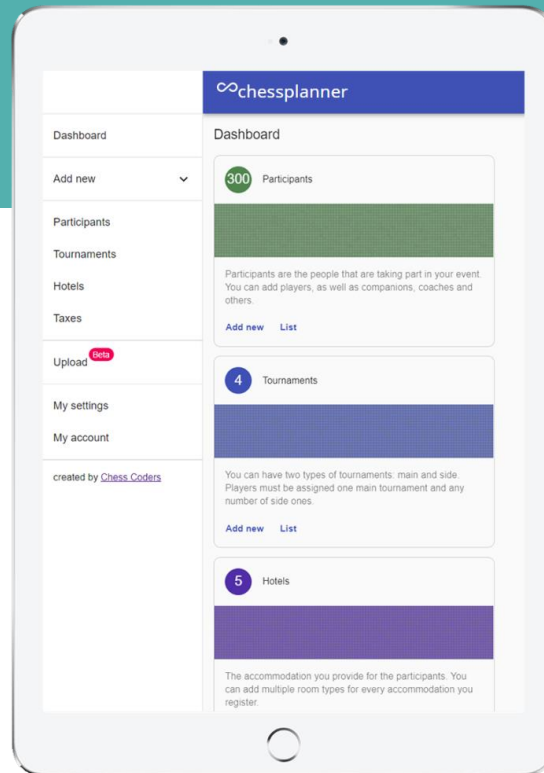 ∞chessplanner
Dashboard
Add new
Participants
Tournaments
Hotels
Taxes
Upload Beta
My settings
My account
created by Chess Coders
Dashboard
300 Participants
Participants are the people that are taking part in your event.
You can add players, as well as companions, coaches and
others.
Add new List
4 Tournaments
You can have two types of tournaments: main and side.
Players must be assigned one main tournament and any
number of side ones.
Add new List
5 Hotels
The accommodation you provide for the participants. You
can add multiple room types for every accommodation you
register.